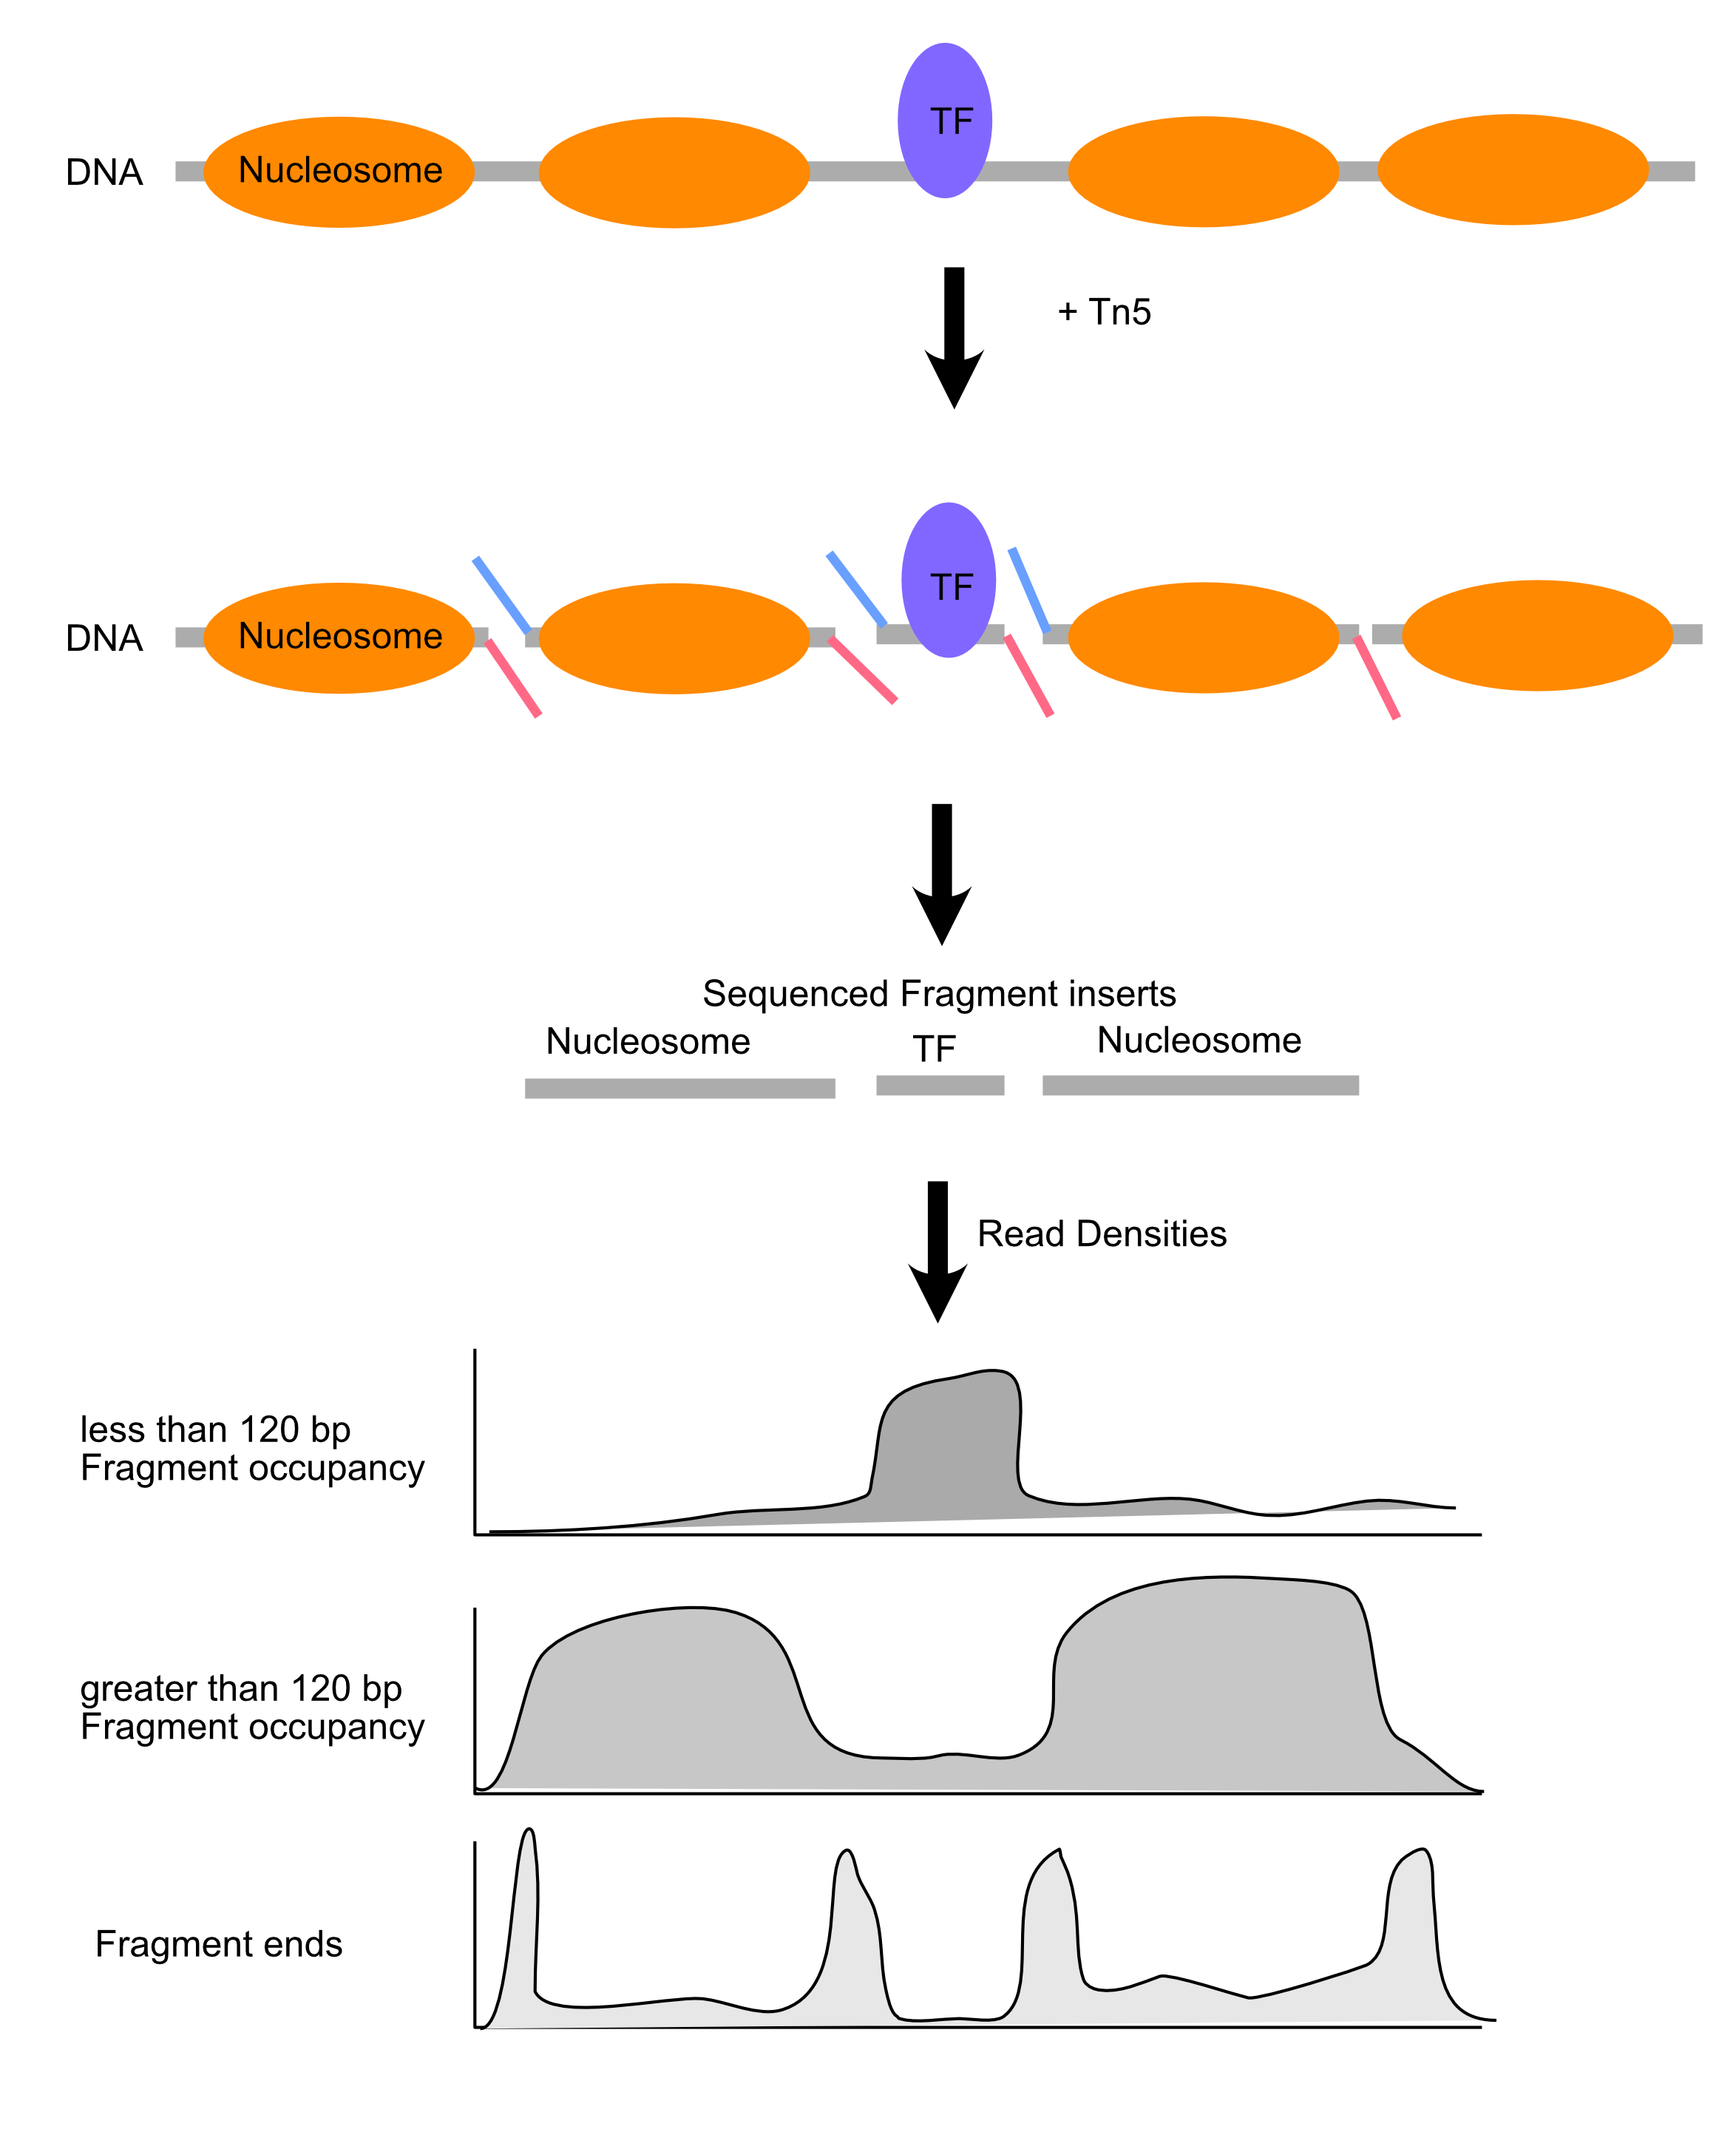 TF
DNA
Nucleosome
+ Tn5
TF
DNA
Nucleosome
Sequenced Fragment inserts
Nucleosome
TF
Nucleosome
Read Densities
less than 120 bp
Fragment occupancy
greater than 120 bp
Fragment occupancy
Fragment ends